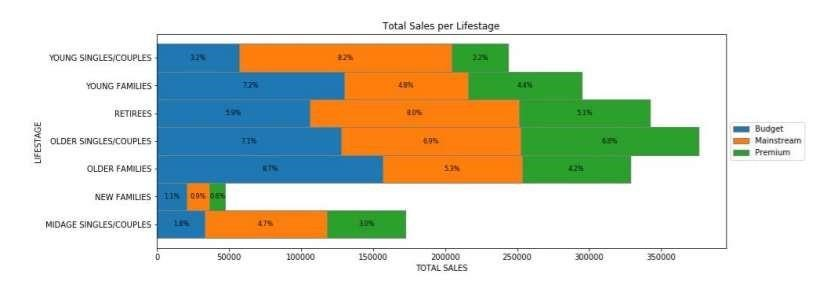 Total Sales per Lifestage
LIFESTAGE
YOUNG SINGLES/COUPLES 3.2% 8.2% 2.2%
YOUNG FAMILIES 7.2% 4.8% 4.4%
RETIREES 5.9% 8.0% 5.1%
OLDER SINGLES/COUPLES 7.1% 6.9% 6.8%
OLDER FAMILIES 8.7% 5.3% 4.2%
NEW FAMILIES 1.1% 0.9% 0.6%
MIDAGE SINGLES/COUPLES 1.8% 4.7% 3.0%
0 50000 100000 150000 200000 250000 300000 350000
TOTAL SALES
Budget
Mainstream
Premium